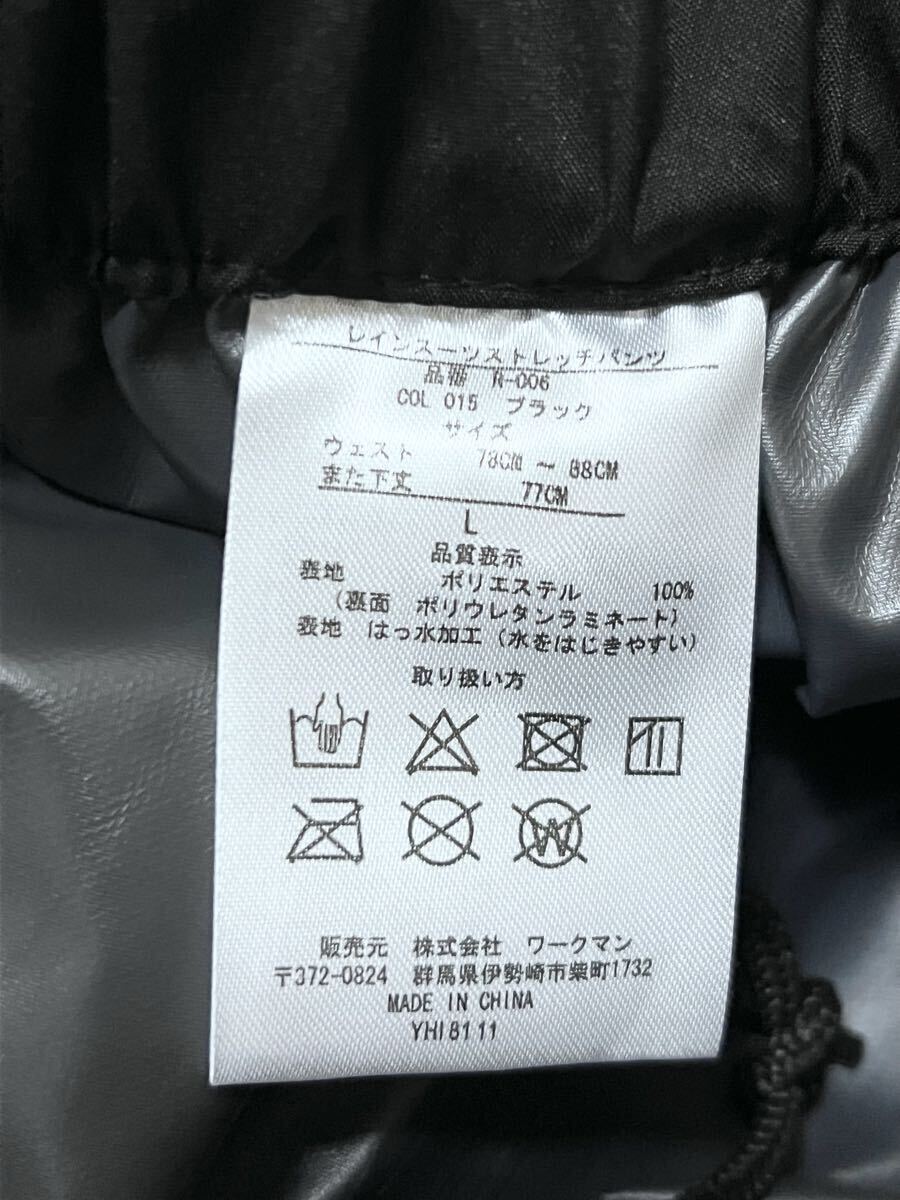 レインスーツストレッチパンツ
品番 R-006
COL 015 ブラック
サイズ
ウェスト 78CM ～ 88CM
また下丈 77CM
L
品質表示
表地 ポリエステル 100%
(裏面 ポリウレタンラミネート)
表地 はっ水加工 (水をはじきやすい)
取り扱い方
W
販売元 株式会社 ワークマン
〒372-0824 群馬県伊勢崎市柴町1732
MADE IN CHINA
YHI8111